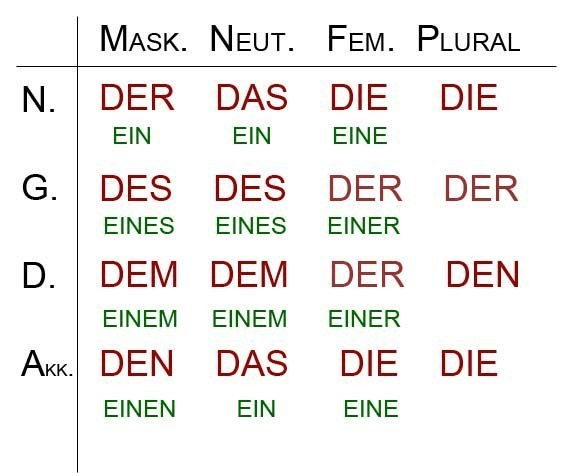 MASK. NEUT. FEM. PLURAL
N. DER DAS DIE DIE
EIN EIN EINE
G. DES DES DER DER
EINES EINES EINER
D. DEM DEM DER DEN
EINEM EINEM EINER
AKK. DEN DAS DIE DIE
EINEN EIN EINE